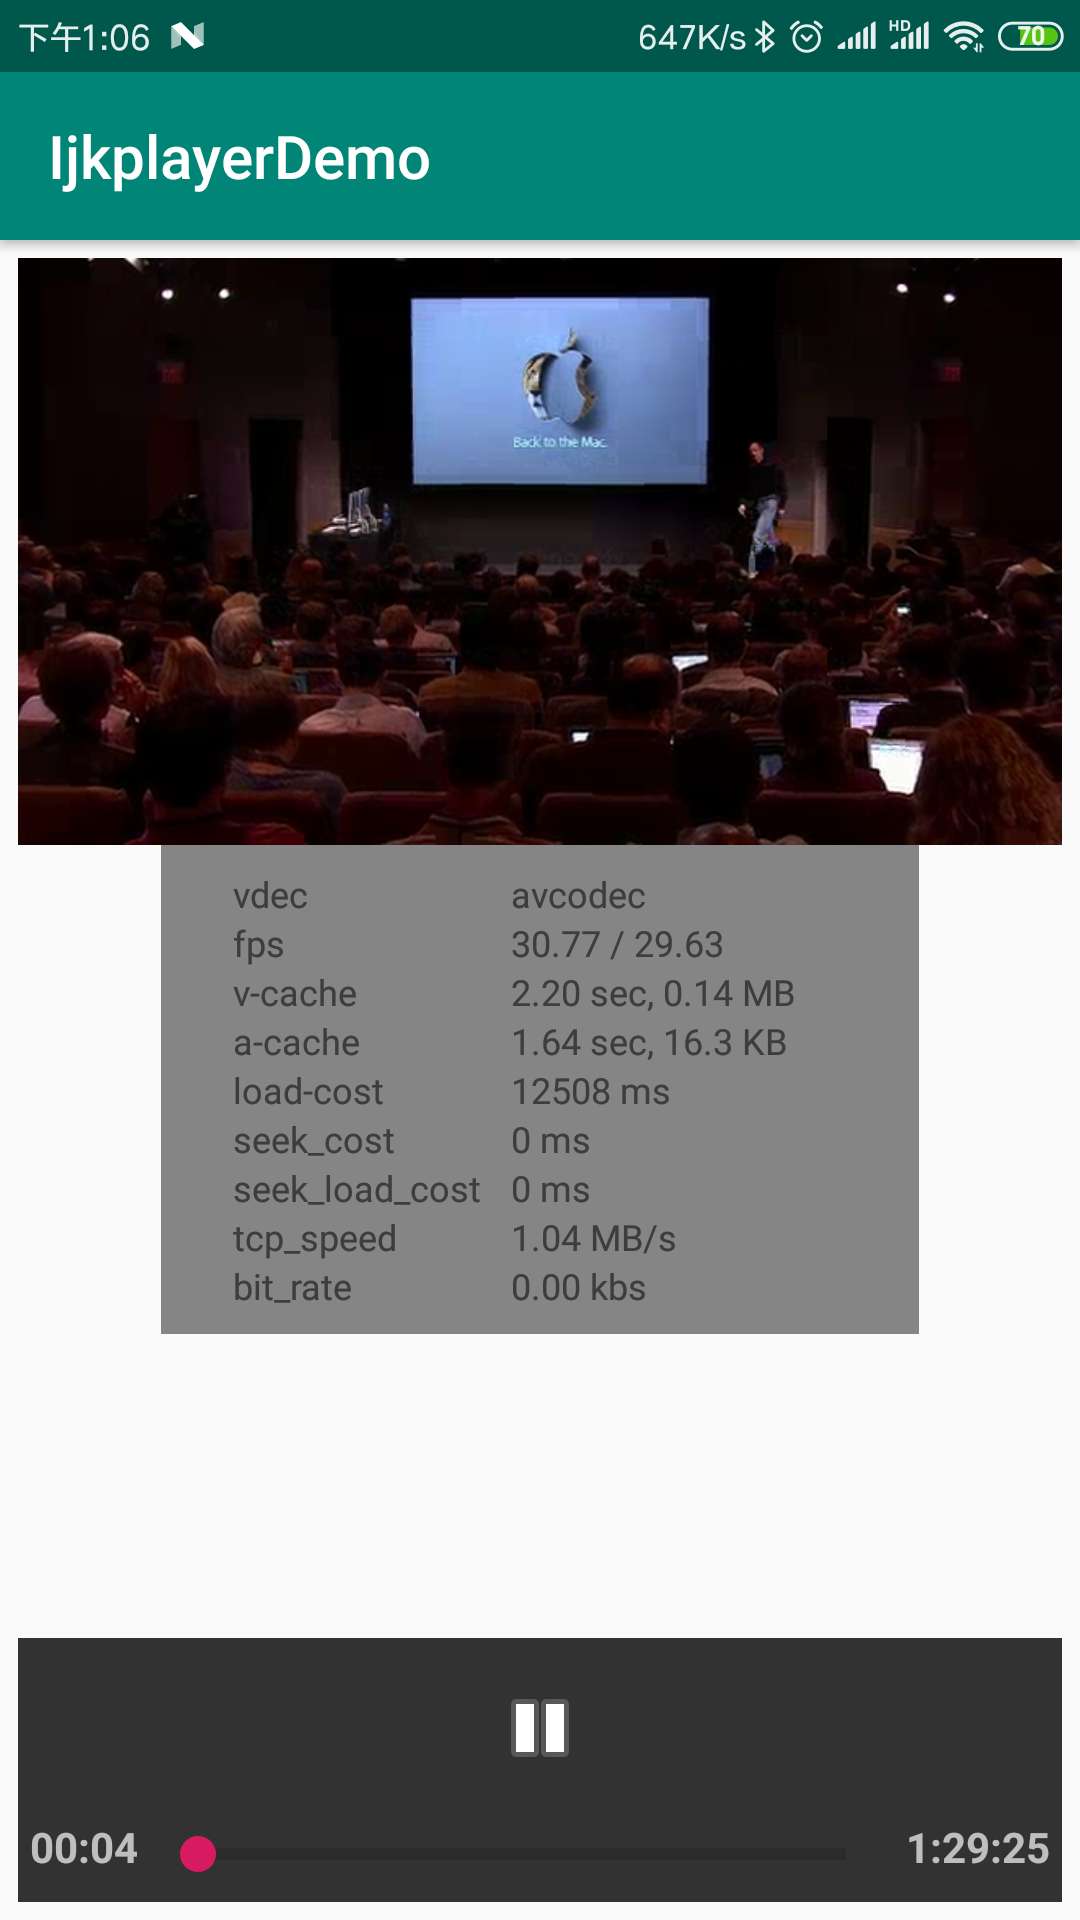 下午1:06 647K/s HD 70
IjkplayerDemo
Back to the Mac.
vdec avcodec
fps 30.77 / 29.63
v-cache 2.20 sec, 0.14 MB
a-cache 1.64 sec, 16.3 KB
load-cost 12508 ms
seek_cost 0 ms
seek_load_cost 0 ms
tcp_speed 1.04 MB/s
bit_rate 0.00 kbs
00:04 1:29:25